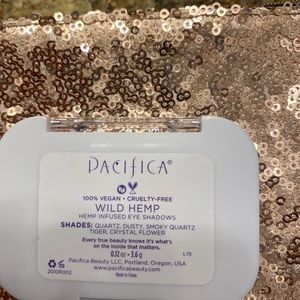 PACIFICA®
100% VEGAN • CRUELTY-FREE
WILD HEMP
HEMP INFUSED EYE SHADOWS
SHADES: QUARTZ, DUSTY, SMOKY QUARTZ
TIGER, CRYSTAL FLOWER
Every true beauty knows it's what's
on the inside that matters.
0.12 oz • 3.6 g
L10
Pacifica Beauty LLC, Portland, Oregon, USA
2010R002
www.pacificabeauty.com
Made in China